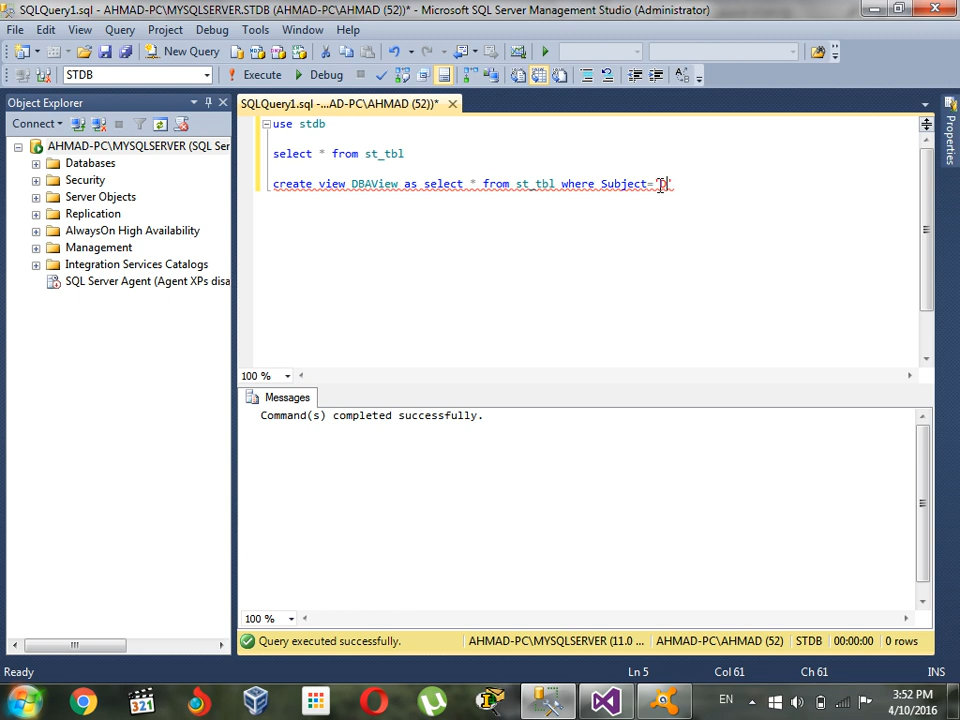 SQLQuery1.sql - AHMAD-PC\MYSQLSERVER.STDB (AHMAD-PC\AHMAD (52))* - Microsoft SQL Server Management Studio (Administrator)
File Edit View Query Project Debug Tools Window Help
New Query
STDB Execute Debug
Object Explorer
SQLQuery1.sql -...AD-PC\AHMAD (52))*
Connect
AHMAD-PC\MYSQLSERVER (SQL Ser
Databases
Security
Server Objects
Replication
AlwaysOn High Availability
Management
Integration Services Catalogs
SQL Server Agent (Agent XPs disa
use stdb
select * from st_tbl
create view DBAView as select * from st_tbl where Subject=
Properties
100 %
Messages
Command(s) completed successfully.
100 %
Query executed successfully. AHMAD-PC\MYSQLSERVER (11.0 ... AHMAD-PC\AHMAD (52) STDB 00:00:00 0 rows
Ready Ln 5 Col 61 Ch 61 INS
321 EN 3:52 PM
4/10/2016